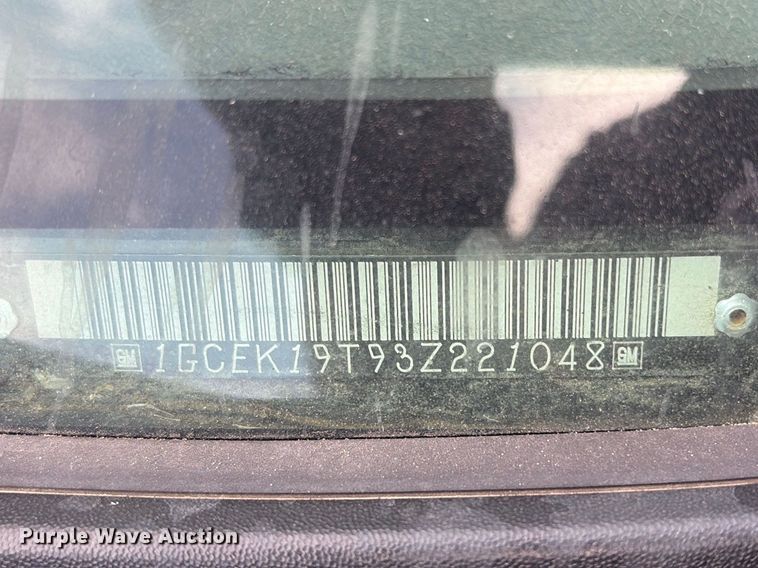 GM 1GCEK19T93Z221048 GM
Purple Wave Auction